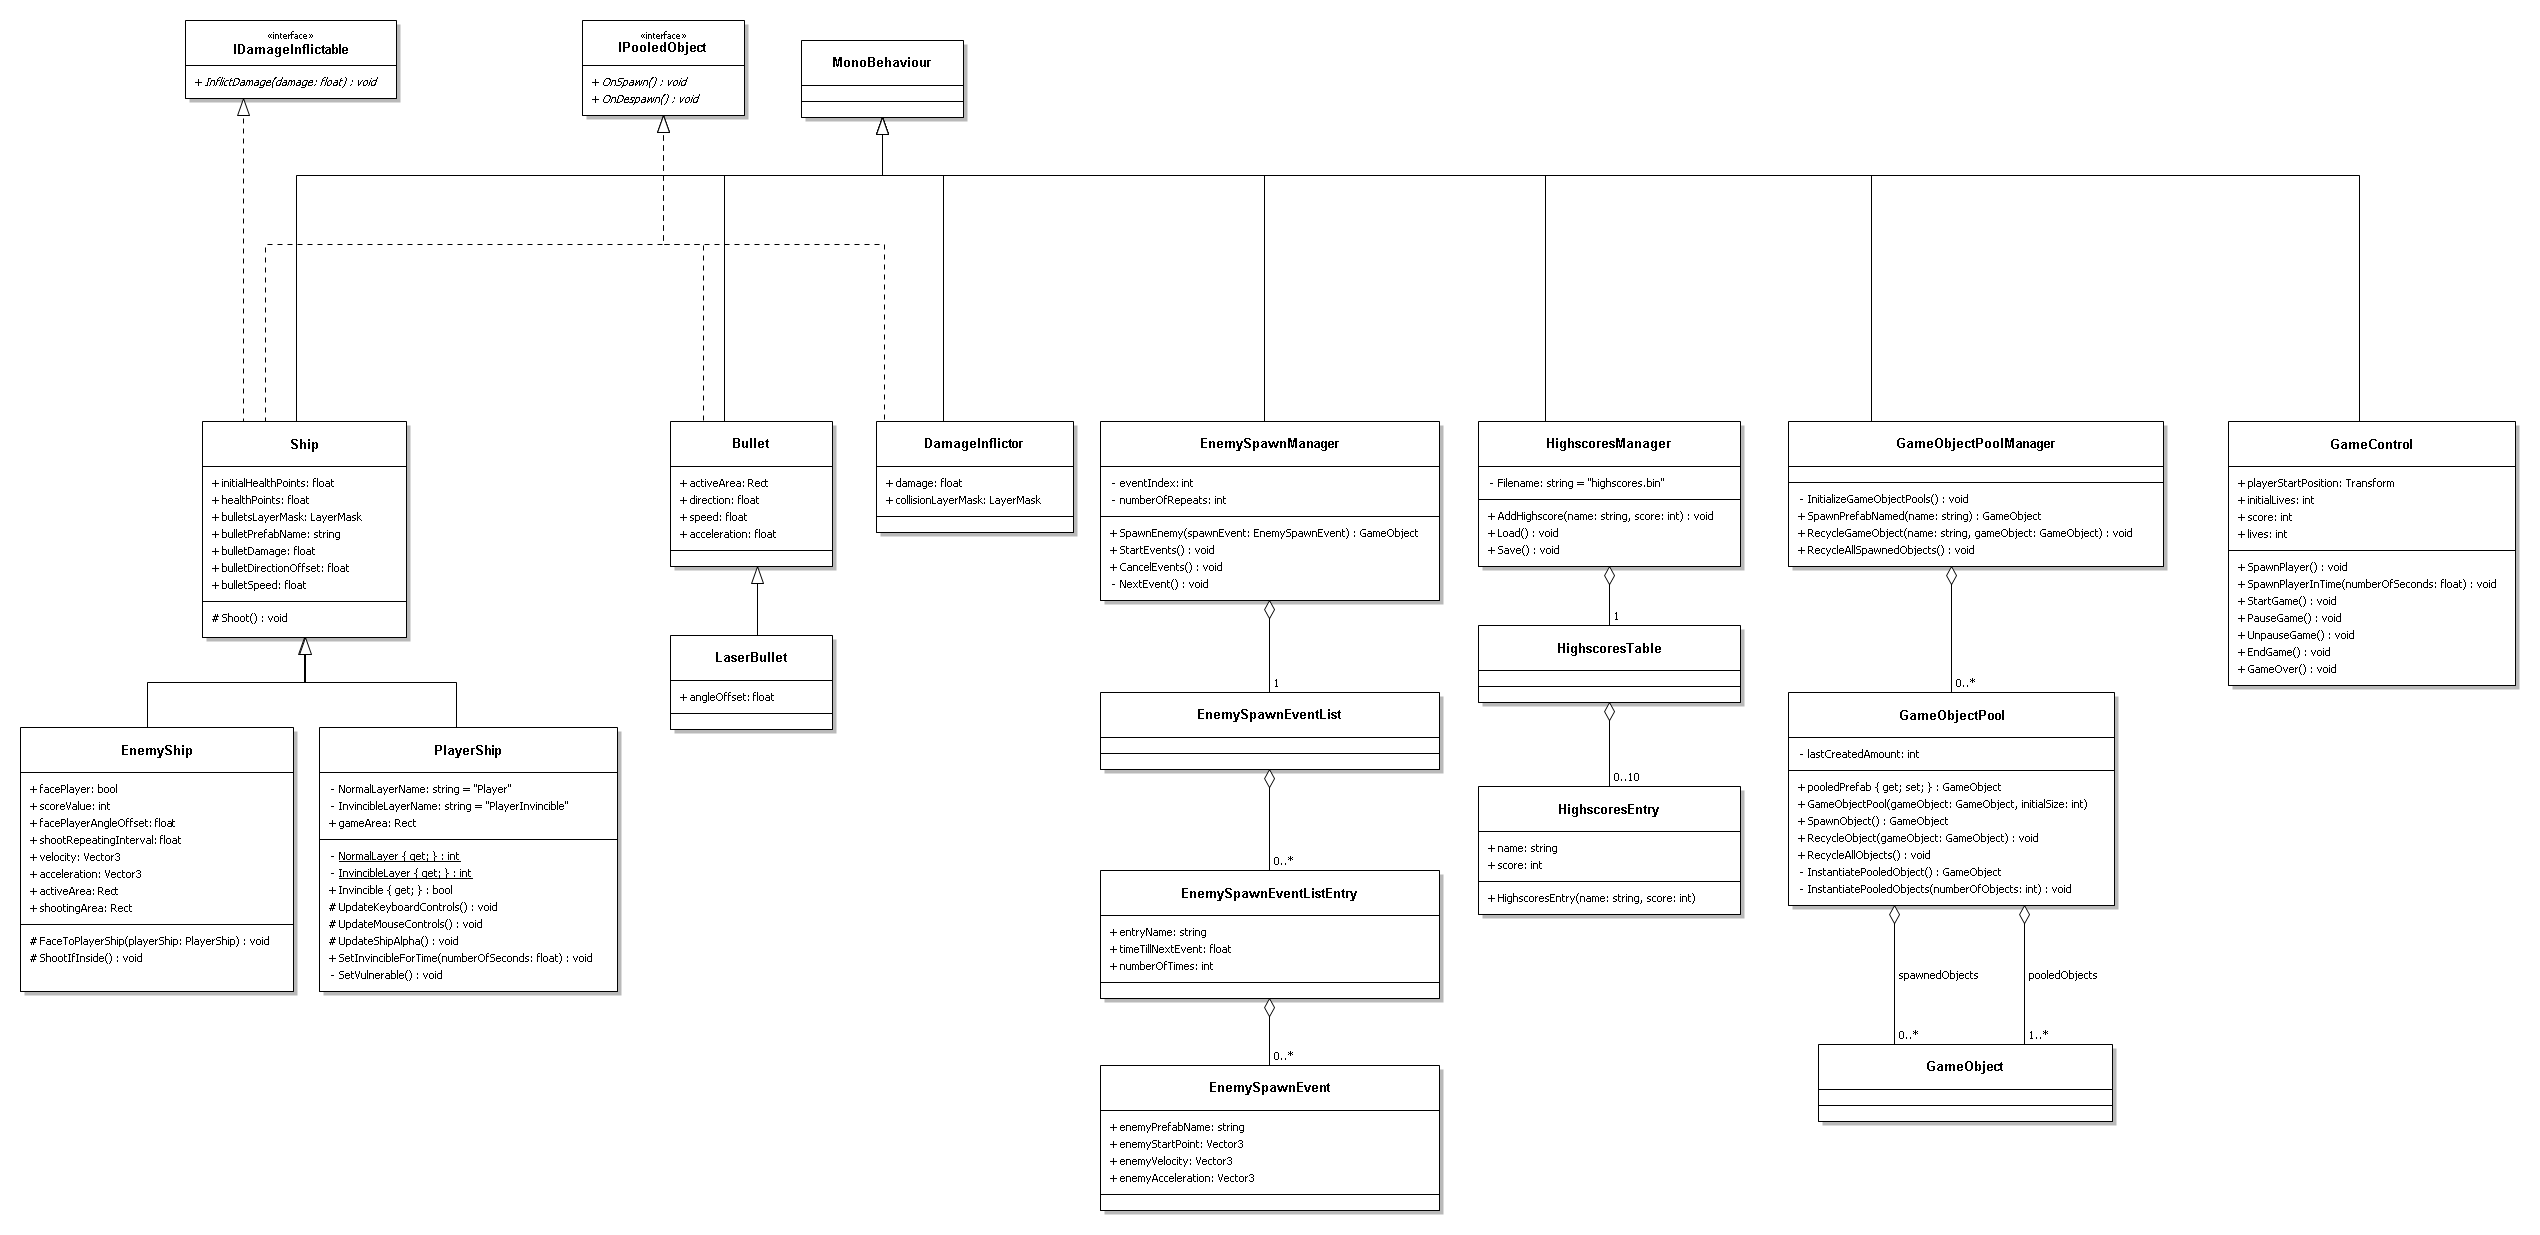 «interface»
IDamageInflictable
+ InflictDamage(damage: float) : void
«interface»
IPooledObject
+ OnSpawn() : void
+ OnDespawn() : void
MonoBehaviour
Ship
+ initialHealthPoints: float
+ healthPoints: float
+ bulletsLayerMask: LayerMask
+ bulletPrefabName: string
+ bulletDamage: float
+ bulletDirectionOffset: float
+ bulletSpeed: float
# Shoot() : void
Bullet
+ activeArea: Rect
+ direction: float
+ speed: float
+ acceleration: float
DamageInflictor
+ damage: float
+ collisionLayerMask: LayerMask
EnemySpawnManager
- eventIndex: int
- numberOfRepeats: int
+ SpawnEnemy(spawnEvent: EnemySpawnEvent) : GameObject
+ StartEvents() : void
+ CancelEvents() : void
- NextEvent() : void
HighscoresManager
- Filename: string = "highscores.bin"
+ AddHighscore(name: string, score: int) : void
+ Load() : void
+ Save() : void
GameObjectPoolManager
- InitializeGameObjectPools() : void
+ SpawnPrefabNamed(name: string) : GameObject
+ RecycleGameObject(name: string, gameObject: GameObject) : void
+ RecycleAllSpawnedObjects() : void
GameControl
+ playerStartPosition: Transform
+ initialLives: int
+ score: int
+ lives: int
+ SpawnPlayer() : void
+ SpawnPlayerInTime(numberOfSeconds: float) : void
+ StartGame() : void
+ PauseGame() : void
+ UnpauseGame() : void
+ EndGame() : void
+ GameOver() : void
EnemyShip
+ facePlayer: bool
+ scoreValue: int
+ facePlayerAngleOffset: float
+ shootRepeatingInterval: float
+ velocity: Vector3
+ acceleration: Vector3
+ activeArea: Rect
+ shootingArea: Rect
# FaceToPlayerShip(playerShip: PlayerShip) : void
# ShootIfInside() : void
PlayerShip
- NormalLayerName: string = "Player"
- InvincibleLayerName: string = "PlayerInvincible"
+ gameArea: Rect
- NormalLayer { get; } : int
- InvincibleLayer { get; } : int
+ Invincible { get; } : bool
# UpdateKeyboardControls() : void
# UpdateMouseControls() : void
# UpdateShipAlpha() : void
+ SetInvincibleForTime(numberOfSeconds: float) : void
- SetVulnerable() : void
LaserBullet
+ angleOffset: float
1
EnemySpawnEventList
0..*
EnemySpawnEventListEntry
+ entryName: string
+ timeTillNextEvent: float
+ numberOfTimes: int
0..*
EnemySpawnEvent
+ enemyPrefabName: string
+ enemyStartPoint: Vector3
+ enemyVelocity: Vector3
+ enemyAcceleration: Vector3
1
HighscoresTable
0..10
HighscoresEntry
+ name: string
+ score: int
+ HighscoresEntry(name: string, score: int)
0..*
GameObjectPool
- lastCreatedAmount: int
+ pooledPrefab { get; set; } : GameObject
+ GameObjectPool(gameObject: GameObject, initialSize: int)
+ SpawnObject() : GameObject
+ RecycleObject(gameObject: GameObject) : void
+ RecycleAllObjects() : void
- InstantiatePooledObject() : GameObject
- InstantiatePooledObjects(numberOfObjects: int) : void
spawnedObjects
pooledObjects
0..*
1..*
GameObject